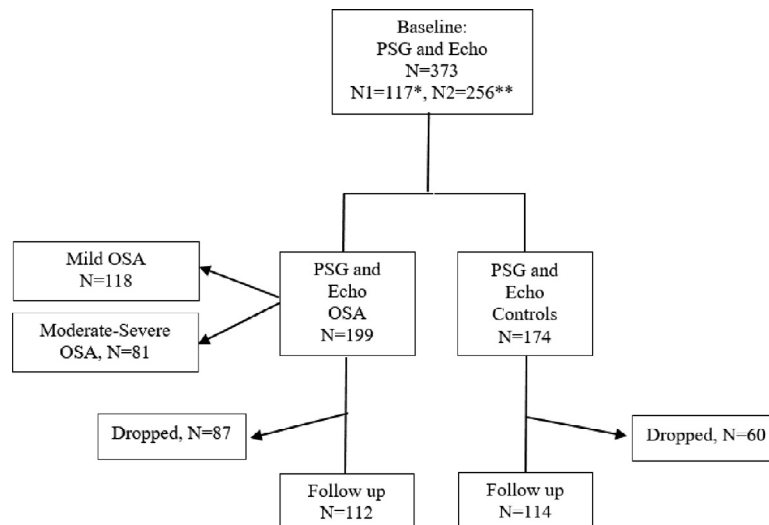 Baseline:
PSG and Echo
N=373
N1=117*, N2=256**
Mild OSA
N=118
PSG and
Echo
OSA
N=199
PSG and
Echo
Controls
N=174
Moderate-Severe
OSA, N=81
Dropped, N=87
Dropped, N=60
Follow up
N=112
Follow up
N=114